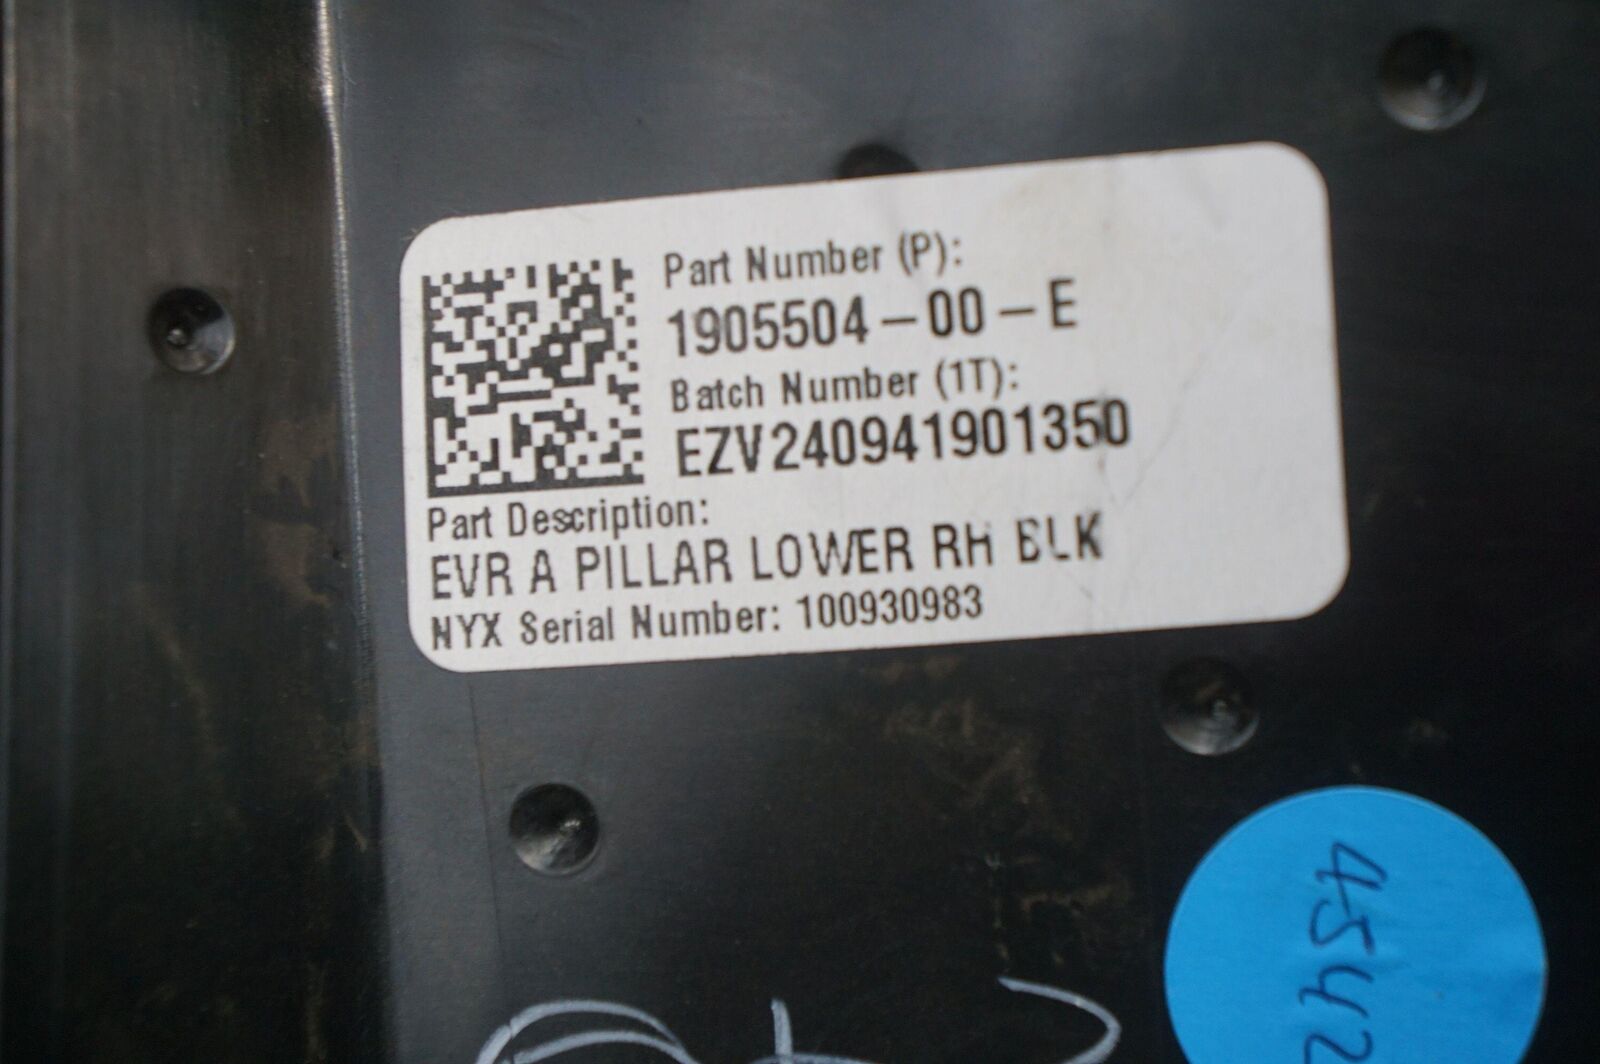 Part Number (P):
1905504-00-E
Batch Number (1T):
EZV240941901350
Part Description:
EVR A PILLAR LOWER RH BLK
NYX Serial Number: 100930983
4542